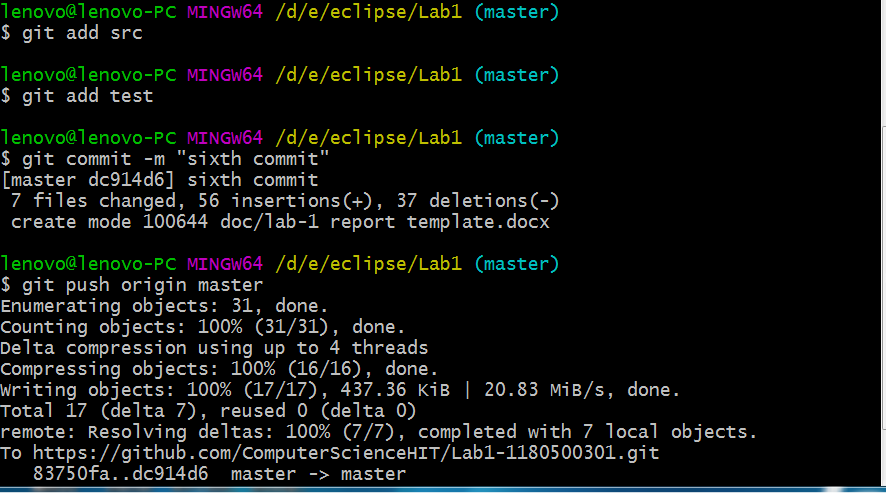 lenovo@lenovo-PC MINGW64 /d/e/eclipse/Lab1 (master)
$ git add src
lenovo@lenovo-PC MINGW64 /d/e/eclipse/Lab1 (master)
$ git add test
lenovo@lenovo-PC MINGW64 /d/e/eclipse/Lab1 (master)
$ git commit -m "sixth commit"
[master dc914d6] sixth commit
 7 files changed, 56 insertions(+), 37 deletions(-)
 create mode 100644 doc/lab-1 report template.docx
lenovo@lenovo-PC MINGW64 /d/e/eclipse/Lab1 (master)
$ git push origin master
Enumerating objects: 31, done.
Counting objects: 100% (31/31), done.
Delta compression using up to 4 threads
Compressing objects: 100% (16/16), done.
Writing objects: 100% (17/17), 437.36 KiB | 20.83 MiB/s, done.
Total 17 (delta 7), reused 0 (delta 0)
remote: Resolving deltas: 100% (7/7), completed with 7 local objects.
To https://github.com/ComputerScienceHIT/Lab1-1180500301.git
   83750fa..dc914d6  master -> master